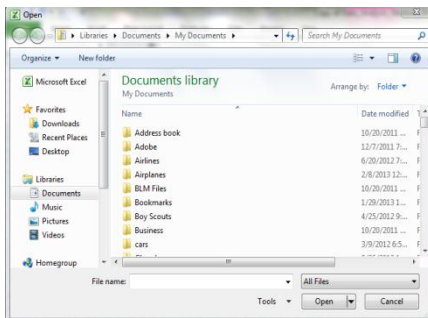 Open
Libraries ▸ Documents ▸ My Documents ▸
Search My Documents
Organize ▾ New folder
Microsoft Excel
Favorites
Downloads
Recent Places
Desktop
Libraries
Documents
Music
Pictures
Videos
Homegroup
Documents library
My Documents
Arrange by: Folder ▾
Name Date modified
Address book 10/20/2011 ...
Adobe 12/7/2011 7:...
Airlines 6/20/2012 7:...
Airplanes 2/8/2013 12:...
BLM Files 10/20/2011 ...
Bookmarks 1/29/2013 1...
Boy Scouts 4/25/2012 9:...
Business 10/20/2011 ...
cars 3/9/2012 6:5...
File name:
All Files
Tools ▾ Open Cancel